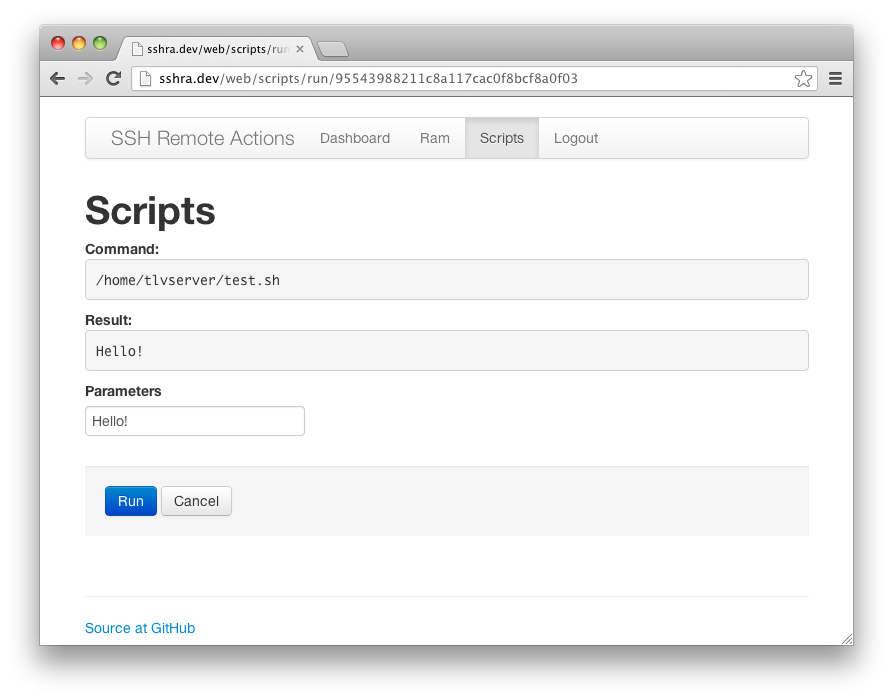 sshra.dev/web/scripts/run
sshra.dev/web/scripts/run/95543988211c8a117cac0f8bcf8a0f03
SSH Remote Actions Dashboard Ram Scripts Logout
Scripts
Command:
/home/tlvserver/test.sh
Result:
Hello!
Parameters
Hello!
Run Cancel
Source at GitHub